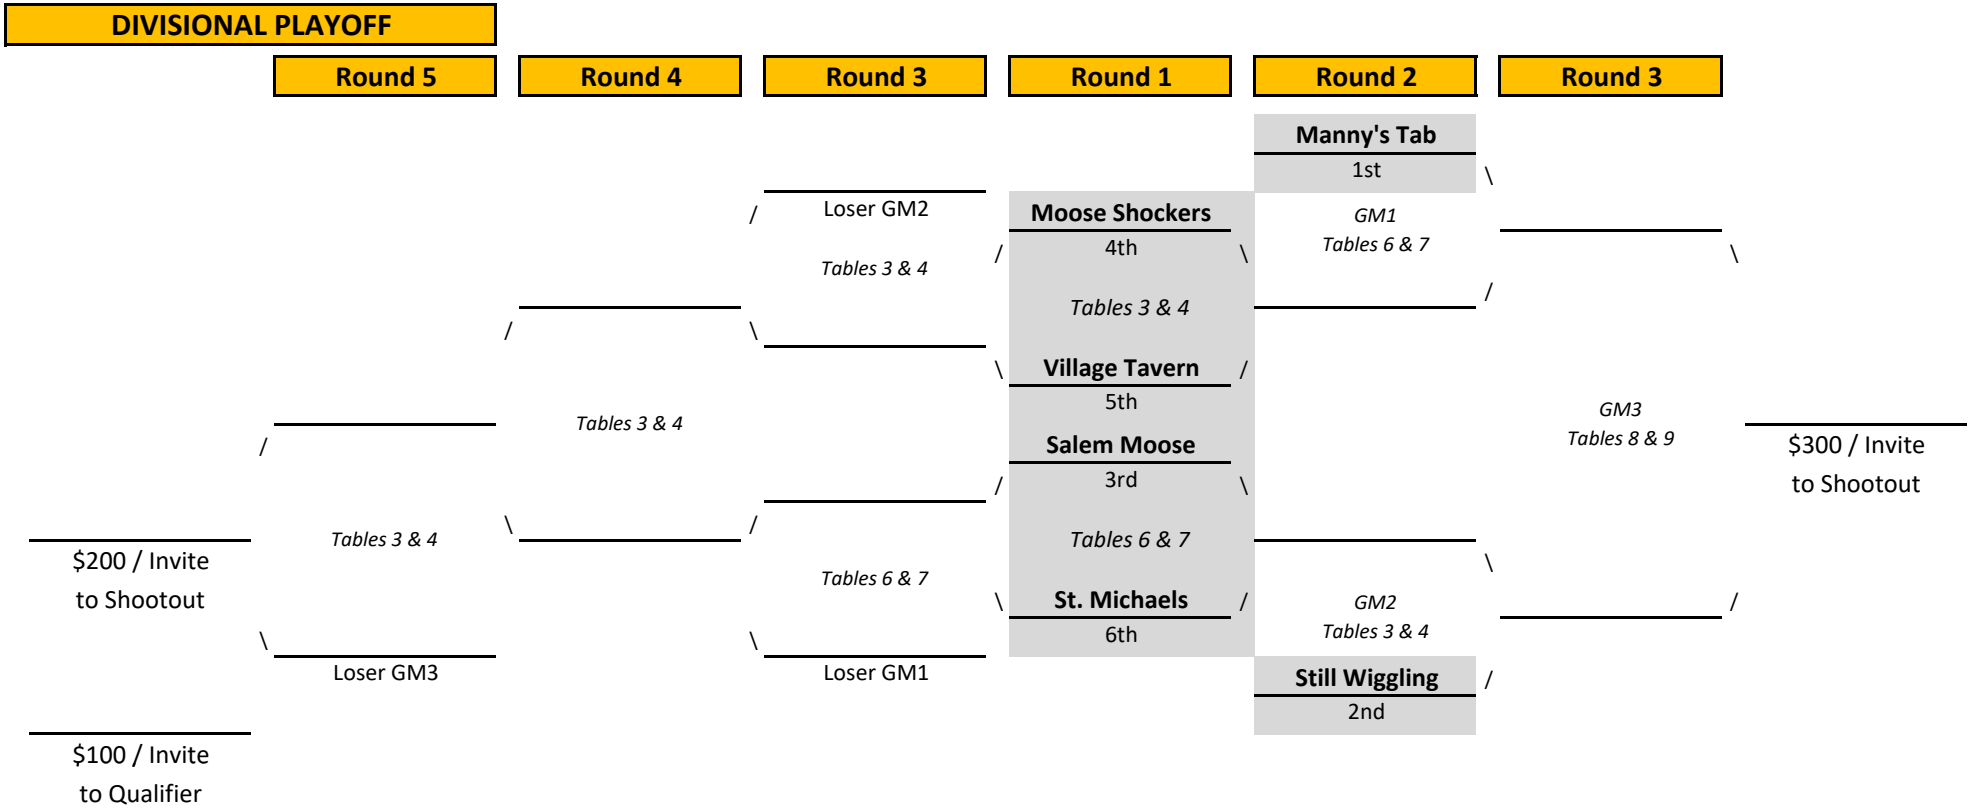 DIVISIONAL PLAYOFF
Round 5 Round 4 Round 3 Round 1 Round 2 Round 3
Manny's Tab
1st
\
Loser GM2
/
Moose Shockers
GM1
4th
Tables 6 & 7
/ \
\
Tables 3 & 4
/
Tables 3 & 4
/ \
Village Tavern
\ /
5th
GM3
Tables 3 & 4
Tables 8 & 9
/
Salem Moose
$300 / Invite
3rd
to Shootout
/ \
\ /
Tables 3 & 4
Tables 6 & 7
$200 / Invite
\
Tables 6 & 7
to Shootout
St. Michaels
GM2
\ / /
6th
Tables 3 & 4
\ \
Loser GM3
Loser GM1
Still Wiggling
/
2nd
$100 / Invite
to Qualifier